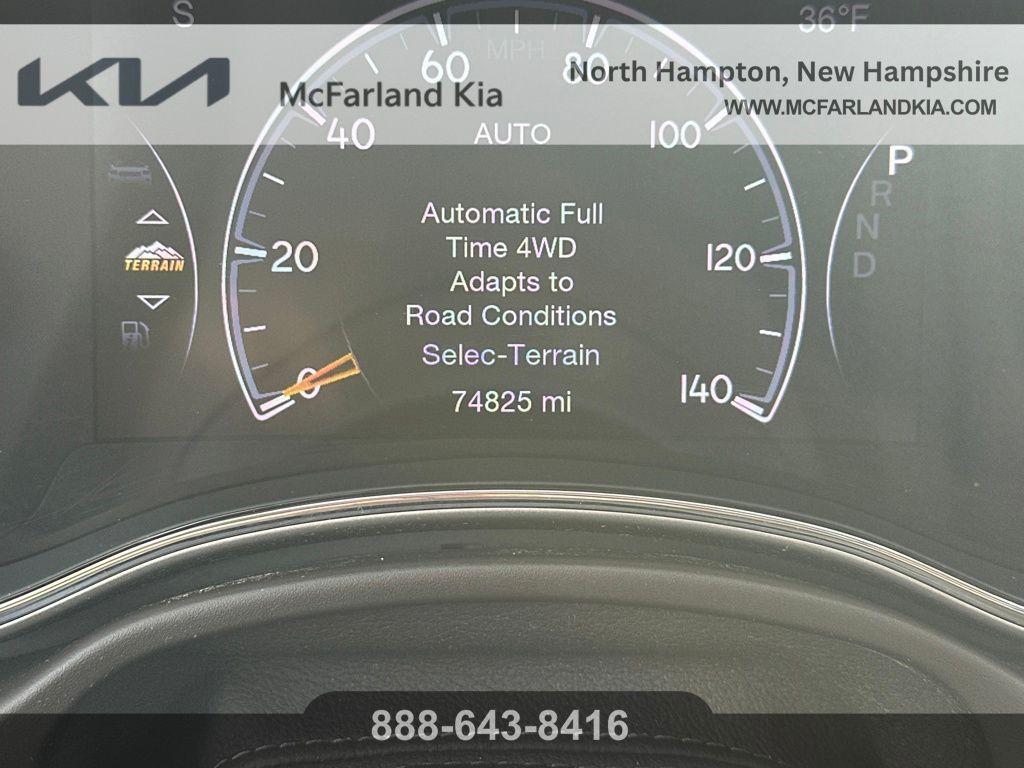 S
36°F
KIA
McFarland Kia
North Hampton, New Hampshire
WWW.MCFARLANDKIA.COM
MPH
60
80
40
AUTO
100
P
R
N
D
Automatic Full
Time 4WD
Adapts to
Road Conditions
Selec-Terrain
74825 mi
TERRAIN
20
120
0
140
888-643-8416